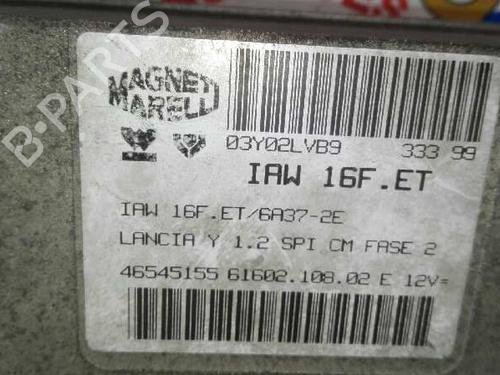 MAGNETI
MARELLI
03Y02LVB9 333 99
IAW 16F.ET
IAW 16F.ET/6A37-2E
LANCIA Y 1.2 SPI CM FASE 2
46545155 61602.108.02 E 12V=
B-PARTS